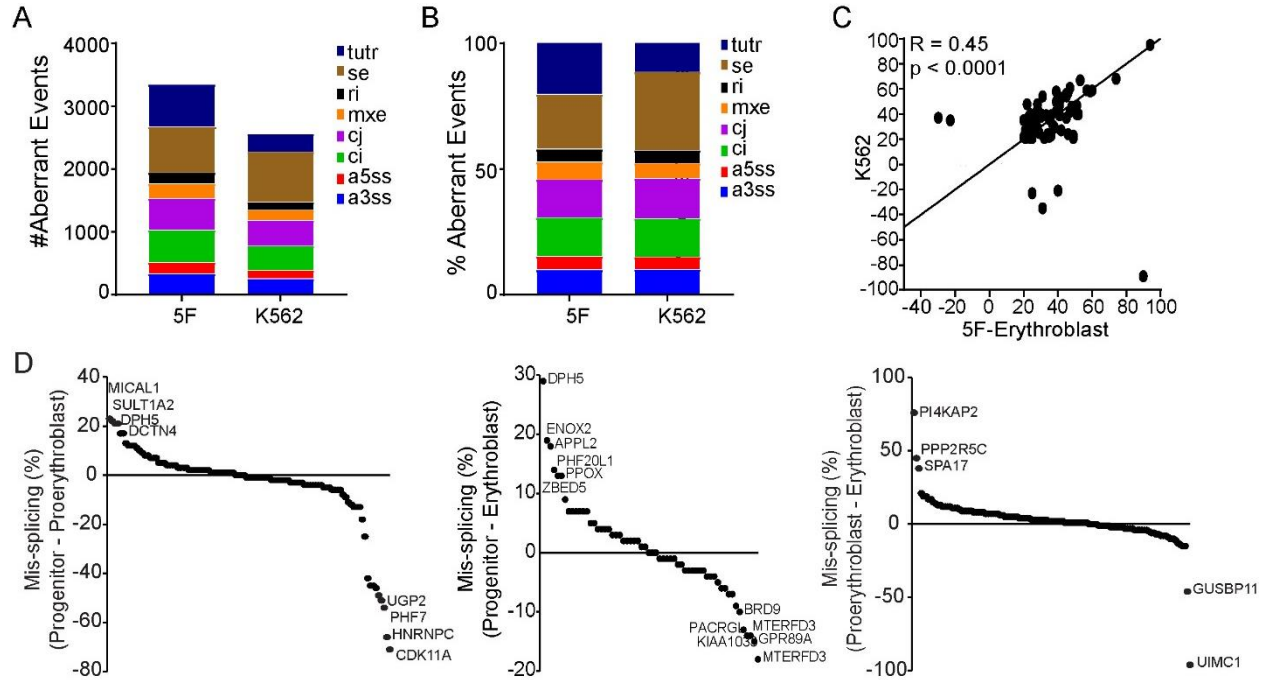 A
#Aberrant Events
4000
3000
2000
1000
0
5F
K562
tutr
se
ri
mxe
cj
ci
a5ss
a3ss
B
% Aberrant Events
100
50
0
5F
K562
tutr
se
ri
mxe
cj
ci
a5ss
a3ss
C
R = 0.45
p < 0.0001
K562
100
80
60
40
20
0
-20
-40
-60
-80
-100
-40 -20 0 20 40 60 80 100
5F-Erythroblast
D
Mis-splicing (%)
(Progenitor - Proerythroblast)
40
20
0
-20
-40
-60
-80
MICAL1
SULT1A2
DPH5
DCTN4
UGP2
PHF7
HNRNPC
CDK11A
Mis-splicing (%)
(Progenitor - Erythroblast)
30
20
10
0
-10
-20
DPH5
ENOX2
APPL2
PHF20L1
PPOX
ZBED5
BRD9
PACRGL MTERFD3
GPR89A
MTERFD3
Mis-splicing (%)
(Proerythroblast - Erythroblast)
100
50
0
-50
-100
PI4KAP2
PPP2R5C
SPA17
GUSBP11
UIMC1